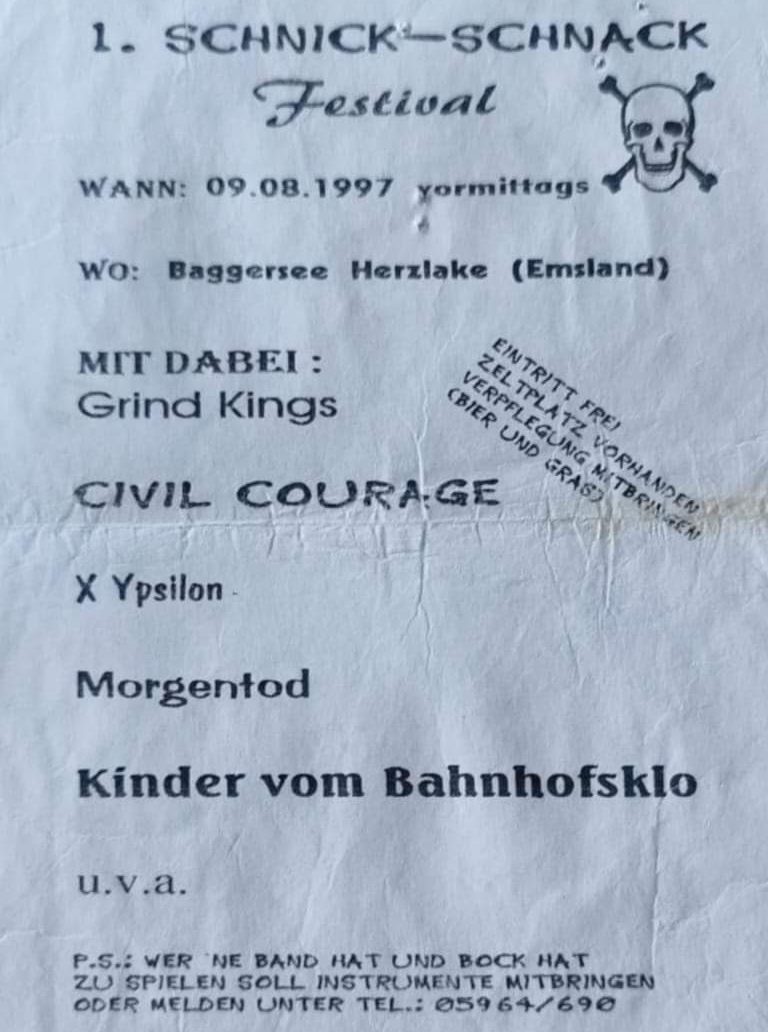 1. SCHNICK-SCHNACK
Festival
WANN: 09.08.1997 vormittags
WO: Baggersee Herzlake (Emsland)
MIT DABEI :
Grind Kings
EINTRITT FREI
ZELTPLATZ VORHANDEN
VERPFLEGUNG MITBRINGEN
(BIER UND GRAS)
CIVIL COURAGE
X Ypsilon
Morgentod
Kinder vom Bahnhofsklo
u.v.a.
P.S.: WER 'NE BAND HAT UND BOCK HAT
ZU SPIELEN SOLL INSTRUMENTE MITBRINGEN
ODER MELDEN UNTER TEL.: 05964/690